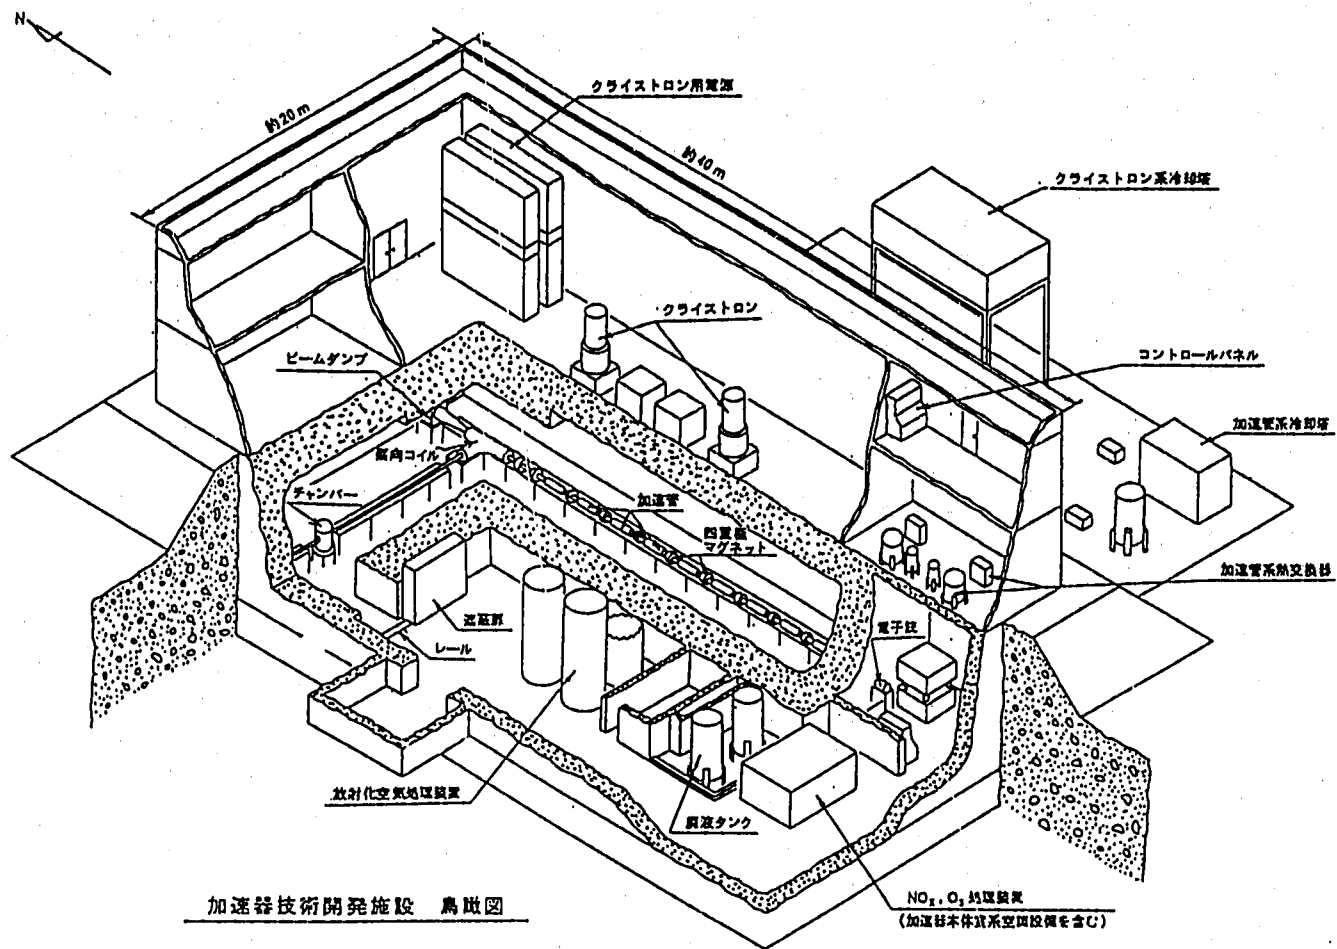 N
約20m
クライストロン用電源
約40m
クライストロン系冷却塔
クライストロン
ビームダンプ
コントロールパネル
加速管系冷却塔
偏向コイル
チャンバー
加速管
四重極
マグネット
加速管系熱交換器
電子銃
遮蔽扉
レール
放射化空気処理装置
廃液タンク
NOx, O3 処理装置
(加速器本体室系空調設備を含む)
加速器技術開発施設 鳥瞰図